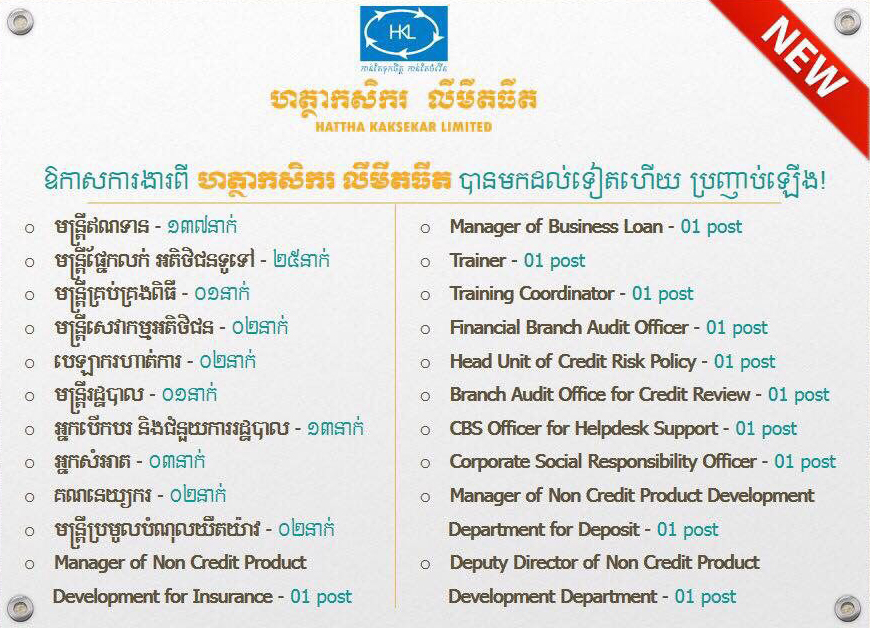 HKL
ហត្ថាកសិករ លីមីតធីត
HATTHA KAKSEKAR LIMITED
NEW
ឱកាសការងារពី ហត្ថាកសិករ លីមីតធីត បានមកដល់ទៀតហើយ ប្រញាប់ឡើង!
មន្ត្រីឥណទាន - ១៣៧នាក់
មន្ត្រីផ្នែកលក់ អតិថិជនទូទៅ - ២៥នាក់
មន្ត្រីគ្រប់គ្រងពិធី - ០១នាក់
មន្ត្រីសេវាកម្មអតិថិជន - ០២នាក់
បេឡាករហាត់ការ - ០២នាក់
មន្ត្រីរដ្ឋបាល - ០១នាក់
អ្នកបើកបរ និងជំនួយការរដ្ឋបាល - ១៣នាក់
អ្នកសំអាត - ០៣នាក់
គណនេយ្យករ - ០២នាក់
មន្ត្រីប្រមូលបំណុលយឺតយ៉ាវ - ០២នាក់
Manager of Non Credit Product
Development for Insurance - 01 post
Manager of Business Loan - 01 post
Trainer - 01 post
Training Coordinator - 01 post
Financial Branch Audit Officer - 01 post
Head Unit of Credit Risk Policy - 01 post
Branch Audit Office for Credit Review - 01 post
CBS Officer for Helpdesk Support - 01 post
Corporate Social Responsibility Officer - 01 post
Manager of Non Credit Product Development
Department for Deposit - 01 post
Deputy Director of Non Credit Product
Development Department - 01 post